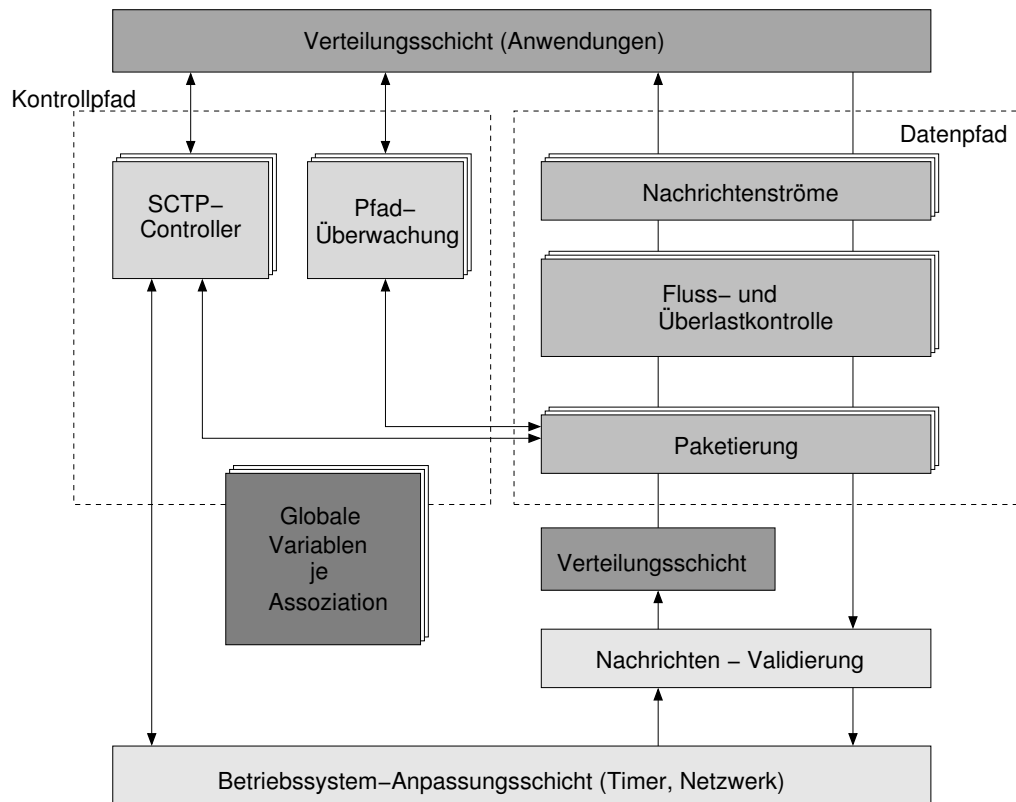 Verteilungsschicht (Anwendungen)
Kontrollpfad
Datenpfad
SCTP–
Controller
Pfad–
Überwachung
Nachrichtenströme
Fluss– und
Überlastkontrolle
Paketierung
Globale
Variablen
je
Assoziation
Verteilungsschicht
Nachrichten – Validierung
Betriebssystem–Anpassungsschicht (Timer, Netzwerk)